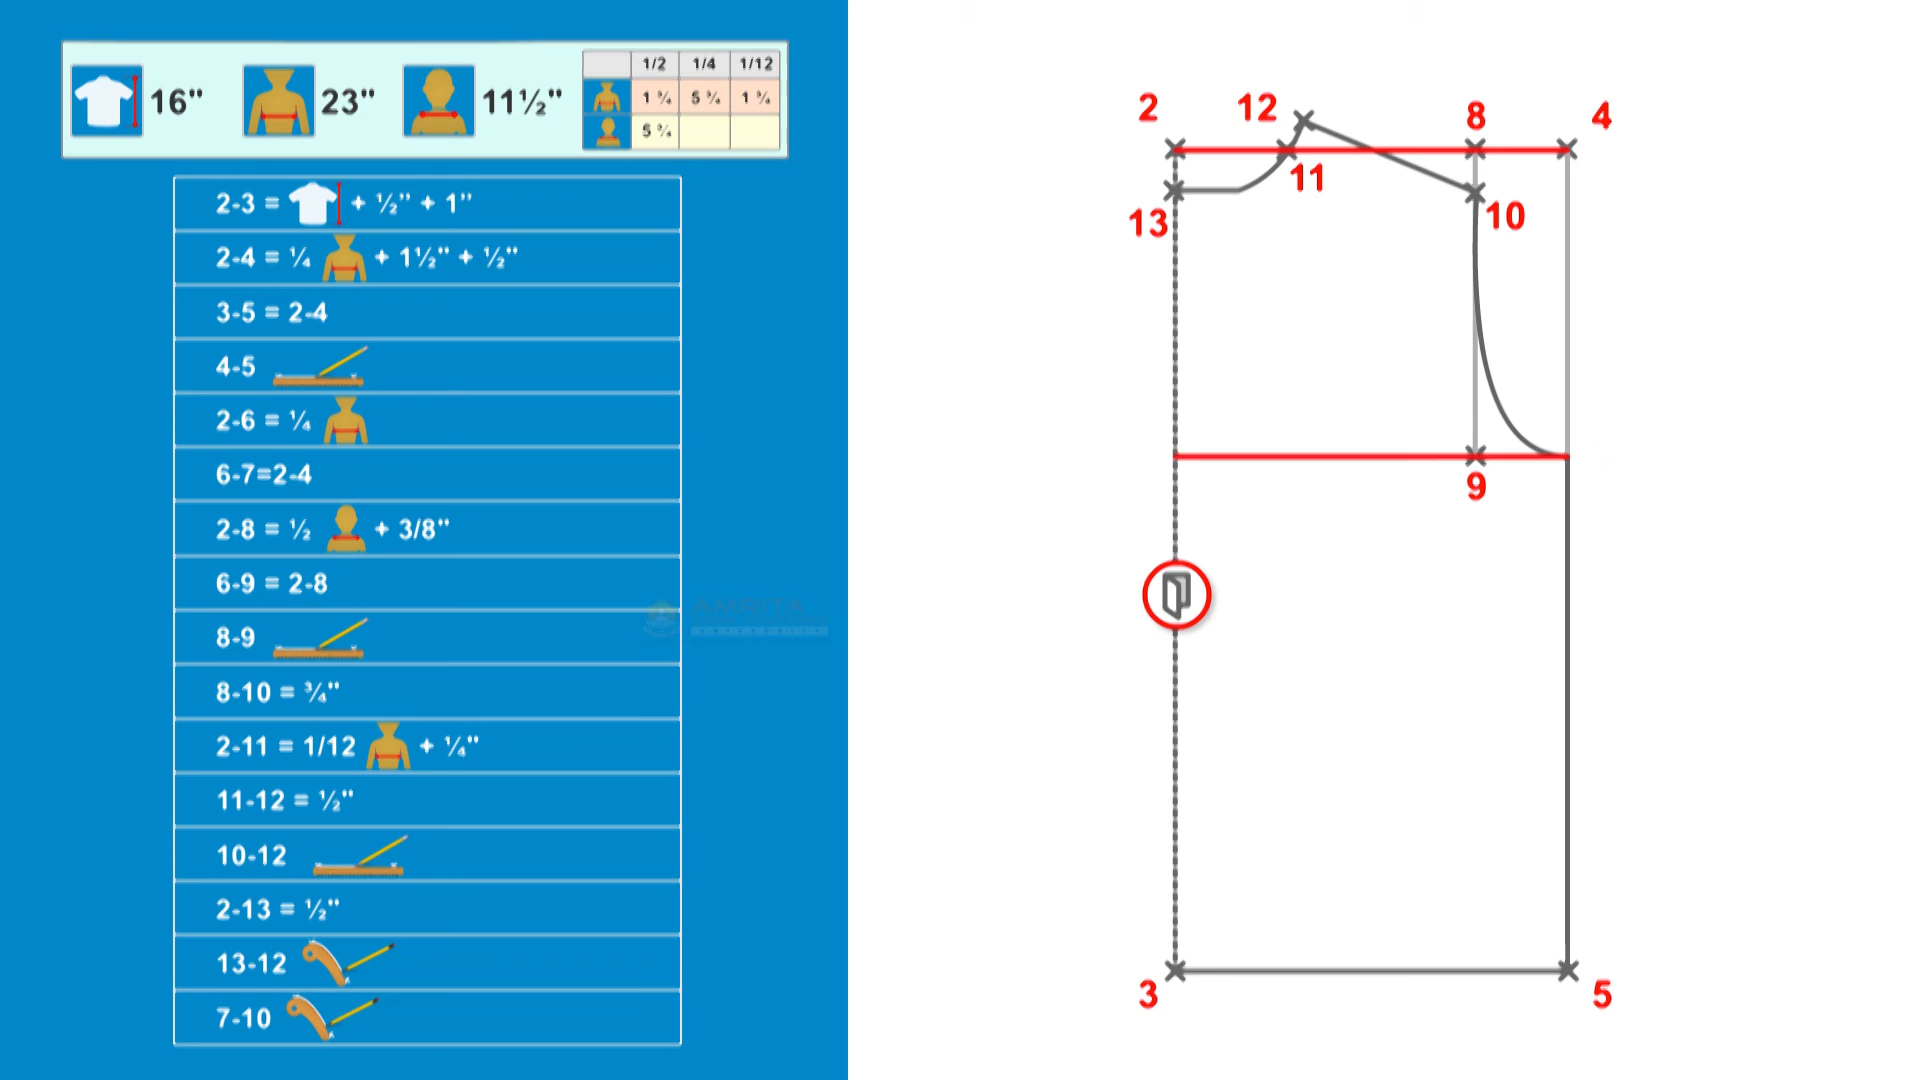 16" 23" 11½"
1/2 1/4 1/12
1 ¾ 5 ¾ 1 ¾
5 ¾
2-3 = + ½" + 1"
2-4 = ¼ + 1½" + ½"
3-5 = 2-4
4-5
2-6 = ¼
6-7=2-4
2-8 = ½ + 3/8"
6-9 = 2-8
8-9
8-10 = ¾"
2-11 = 1/12 + ¼"
11-12 = ½"
10-12
2-13 = ½"
13-12
7-10
AMRITA
UNIVERSITY
2 12 8 4
11
13 10
9
3 5